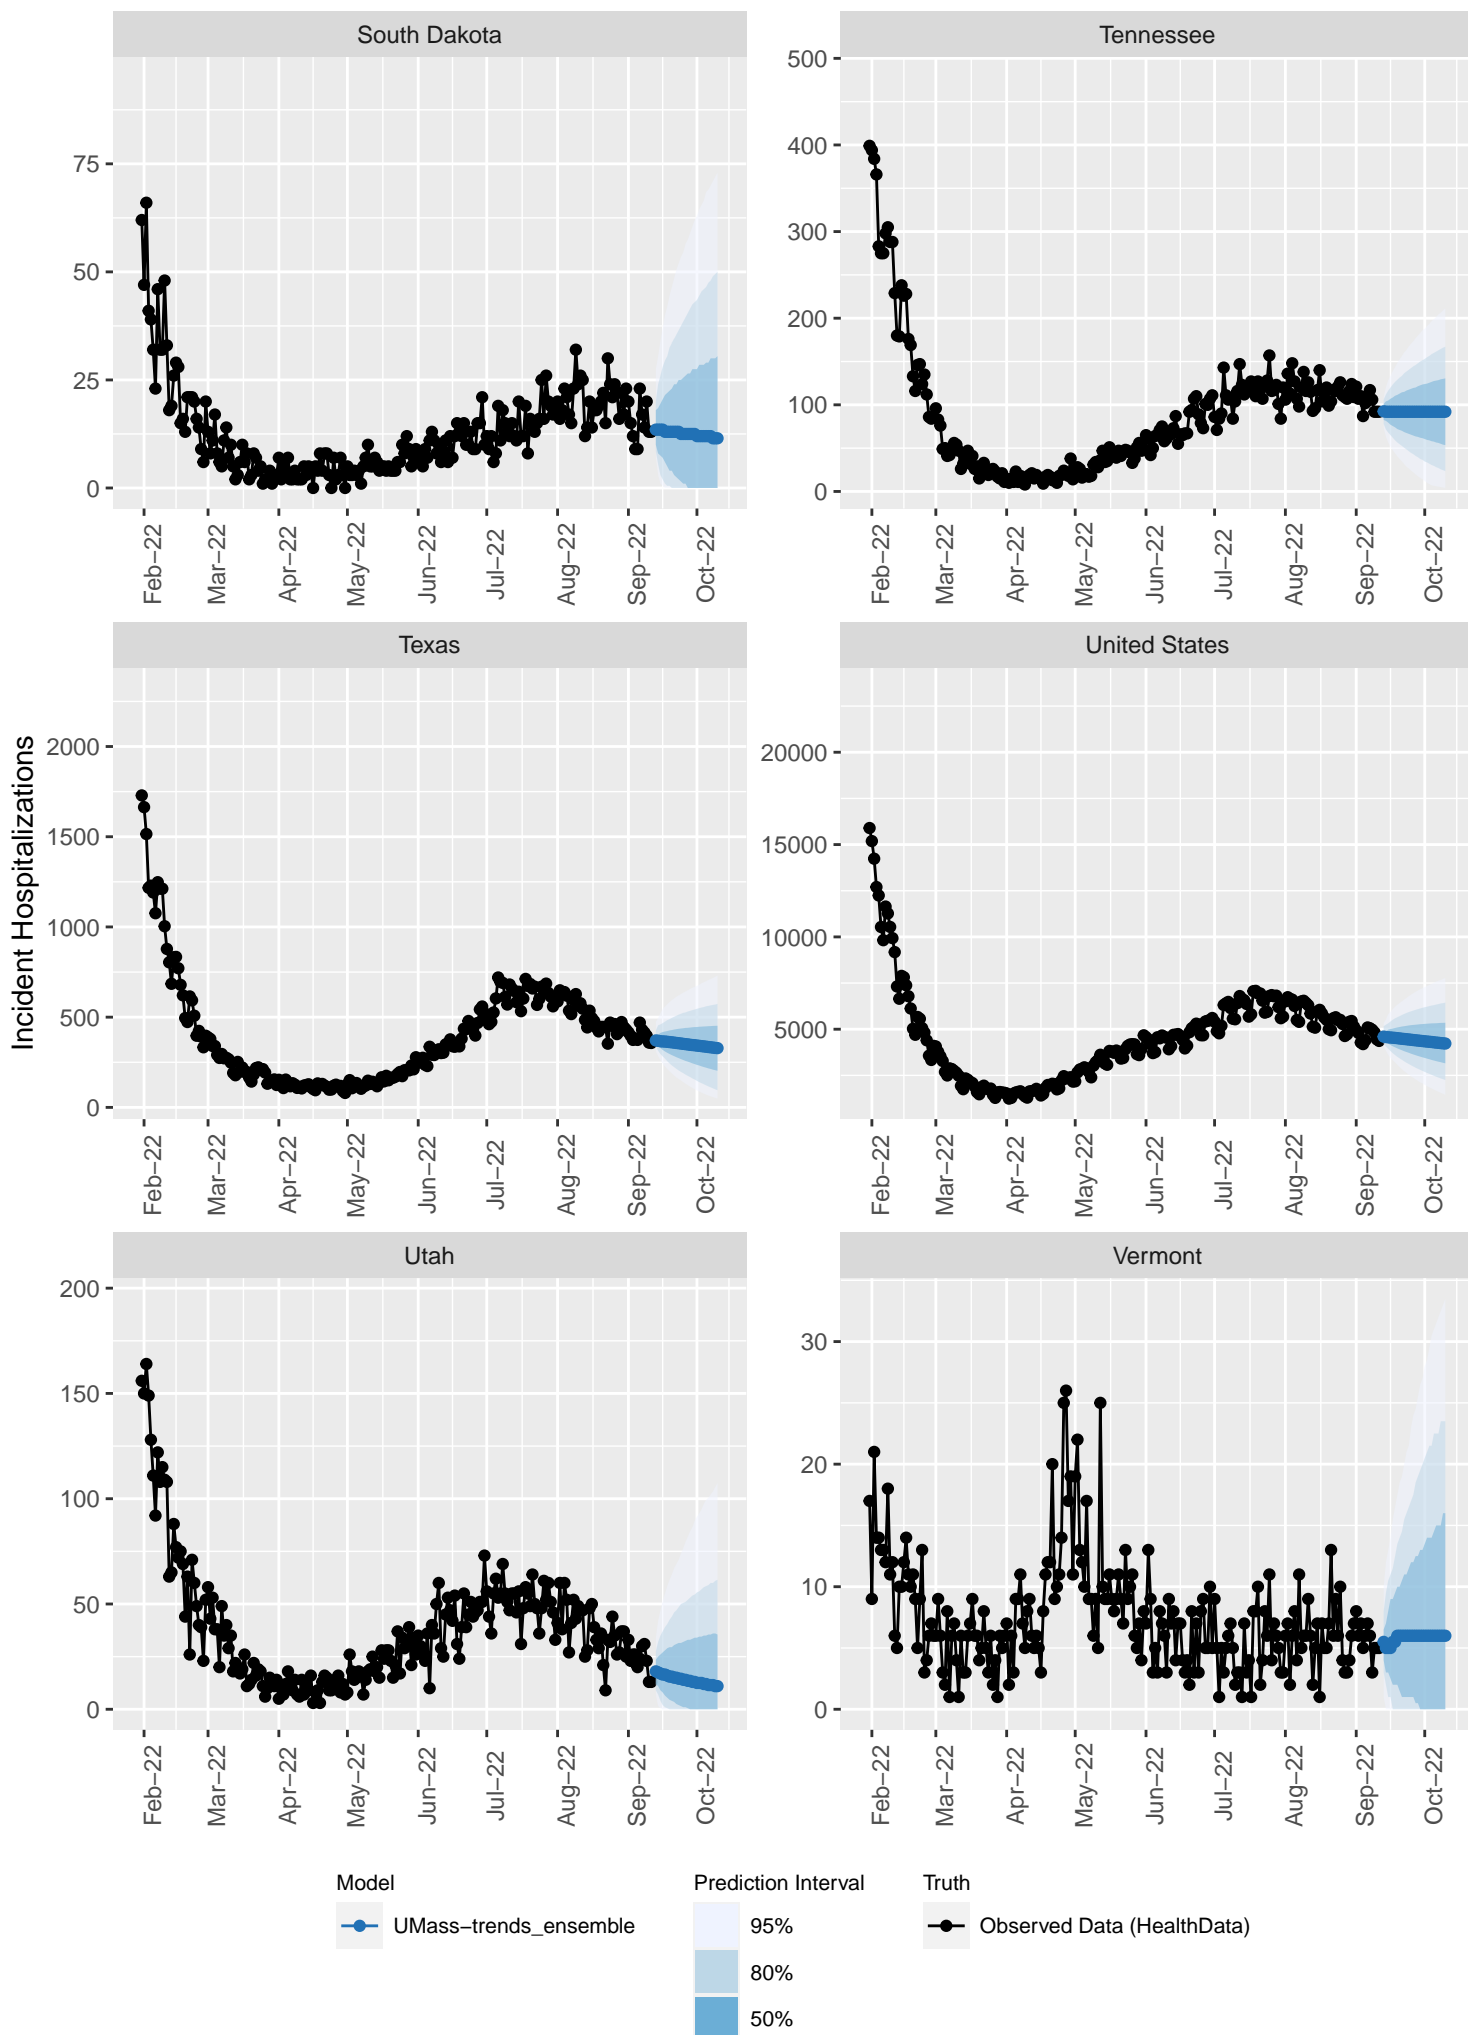 South Dakota
Tennessee
75
50
25
0
500
400
300
200
100
0
Feb−22
Mar−22
Apr−22
May−22
Jun−22
Jul−22
Aug−22
Sep−22
Oct−22
Feb−22
Mar−22
Apr−22
May−22
Jun−22
Jul−22
Aug−22
Sep−22
Oct−22
Incident Hospitalizations
Texas
United States
2000
1500
1000
500
0
20000
15000
10000
5000
Feb−22
Mar−22
Apr−22
May−22
Jun−22
Jul−22
Aug−22
Sep−22
Oct−22
Feb−22
Mar−22
Apr−22
May−22
Jun−22
Jul−22
Aug−22
Sep−22
Oct−22
Utah
Vermont
200
150
100
50
0
30
20
10
0
Feb−22
Mar−22
Apr−22
May−22
Jun−22
Jul−22
Aug−22
Sep−22
Oct−22
Feb−22
Mar−22
Apr−22
May−22
Jun−22
Jul−22
Aug−22
Sep−22
Oct−22
Model
UMass−trends_ensemble
Prediction Interval
95%
80%
50%
Truth
Observed Data (HealthData)